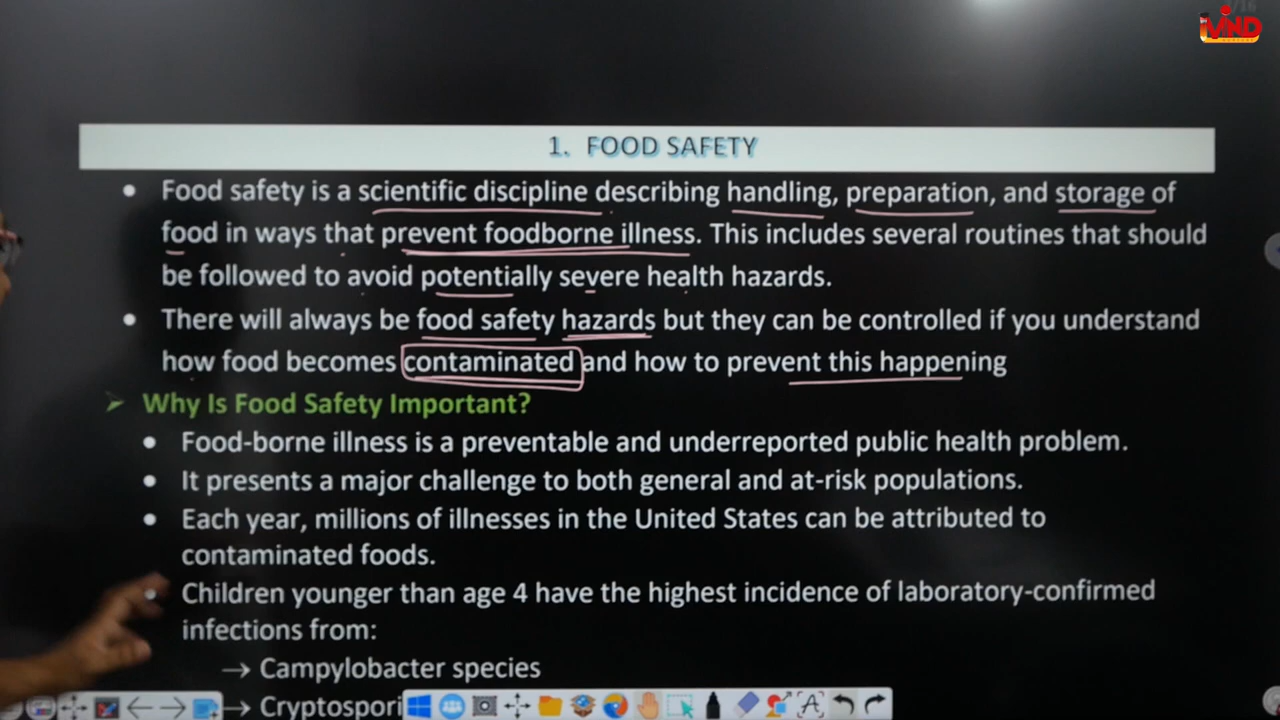 iVIND
1. FOOD SAFETY
• Food safety is a scientific discipline describing handling, preparation, and storage of
food in ways that prevent foodborne illness. This includes several routines that should
be followed to avoid potentially severe health hazards.
• There will always be food safety hazards but they can be controlled if you understand
how food becomes contaminated and how to prevent this happening
➢ Why Is Food Safety Important?
• Food-borne illness is a preventable and underreported public health problem.
• It presents a major challenge to both general and at-risk populations.
• Each year, millions of illnesses in the United States can be attributed to
contaminated foods.
• Children younger than age 4 have the highest incidence of laboratory-confirmed
infections from:
→ Campylobacter species
→ Cryptospori